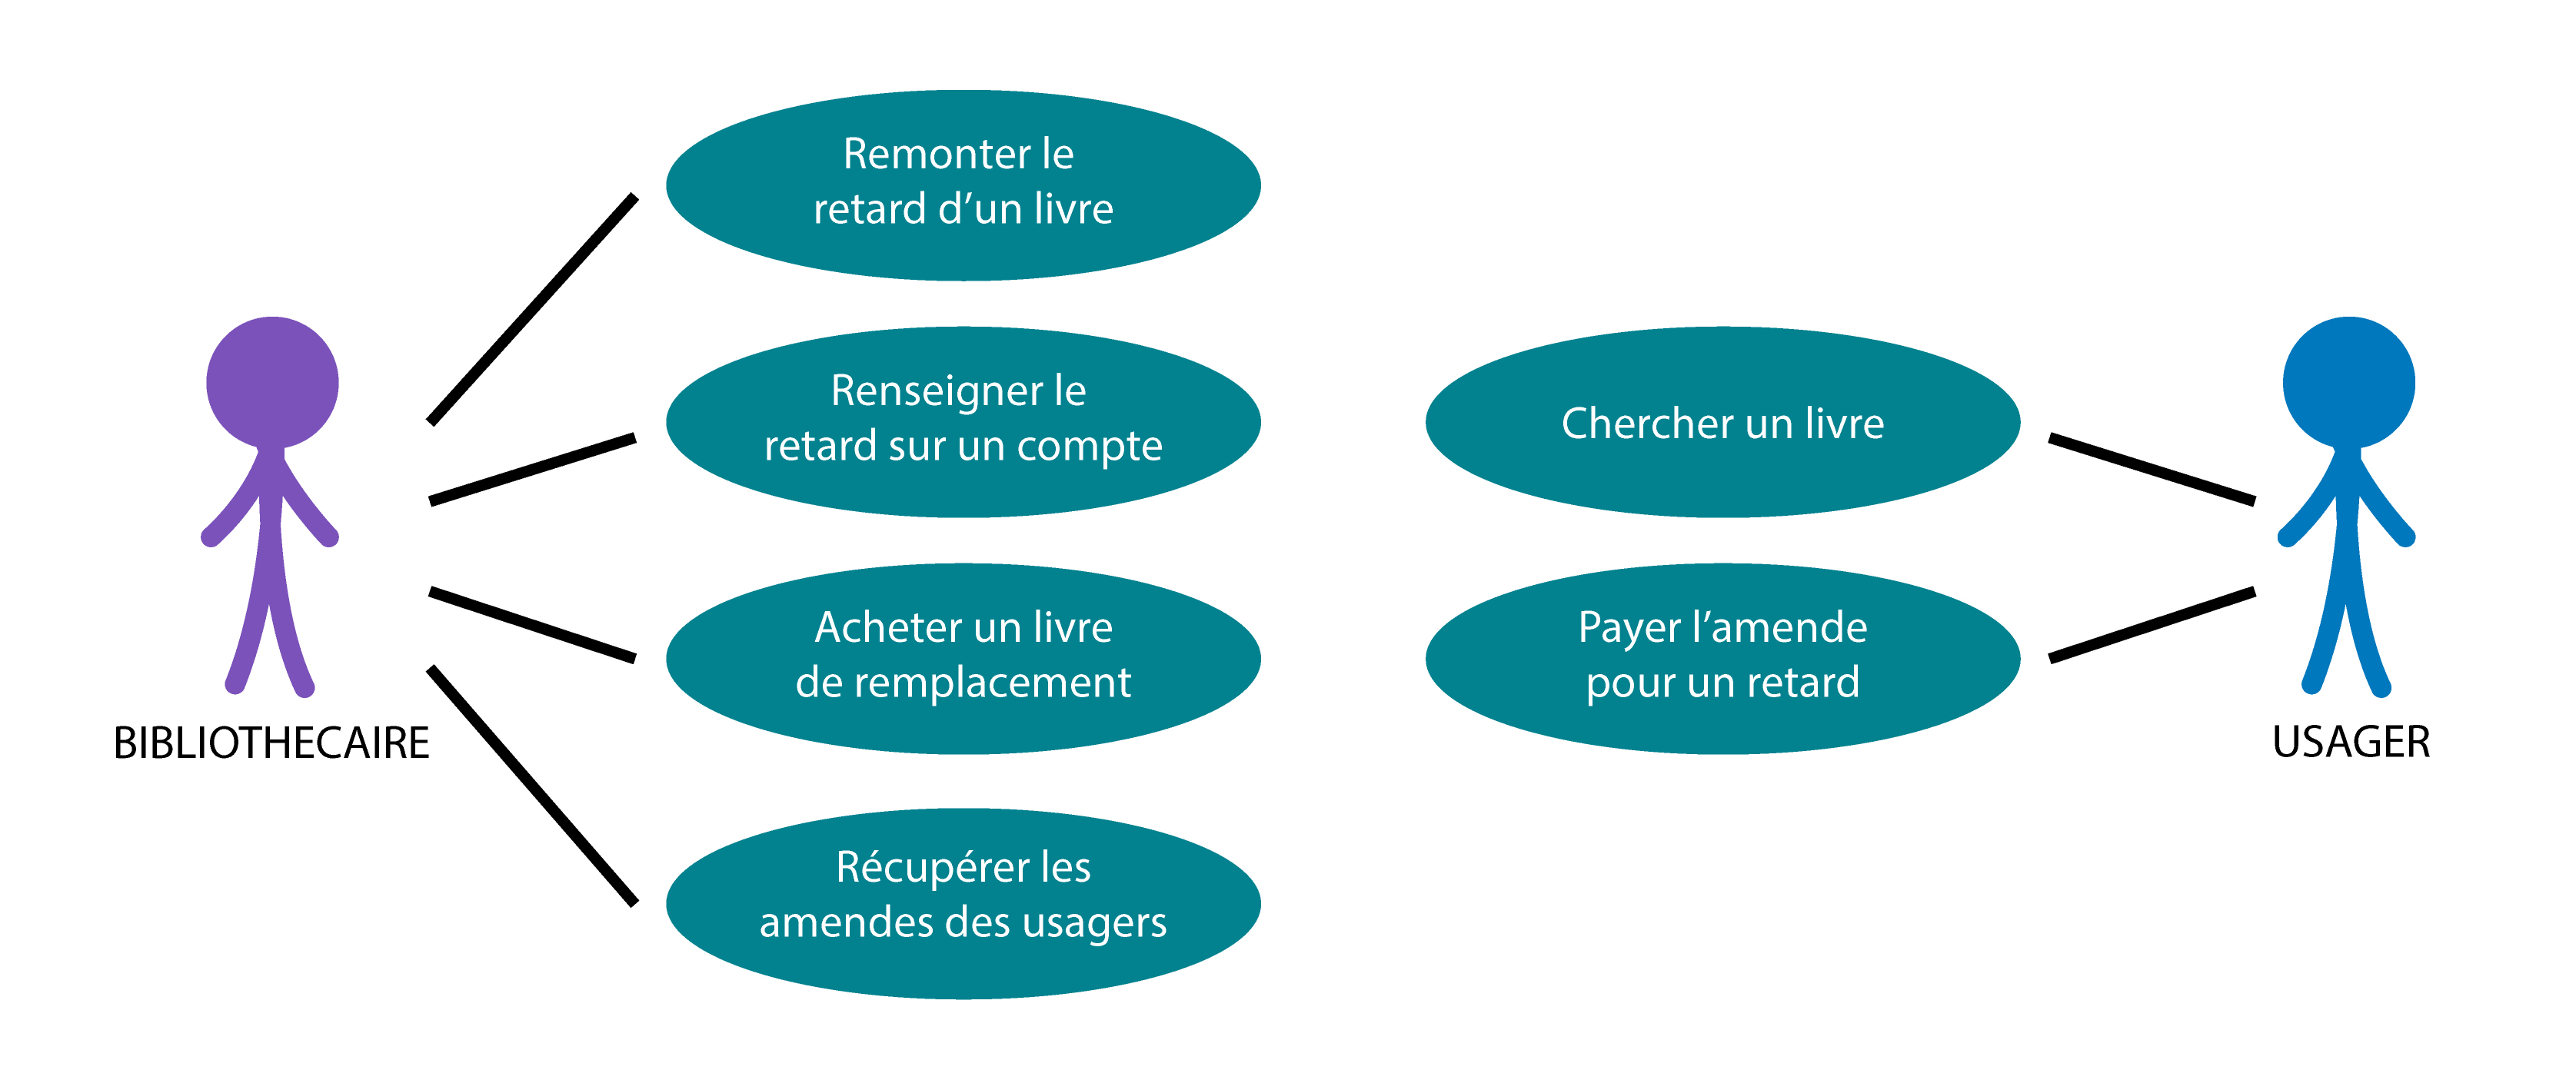 Remonter le
retard d’un livre
Renseigner le
retard sur un compte
Acheter un livre
de remplacement
Récupérer les
amendes des usagers
BIBLIOTHECAIRE
Chercher un livre
Payer l’amende
pour un retard
USAGER